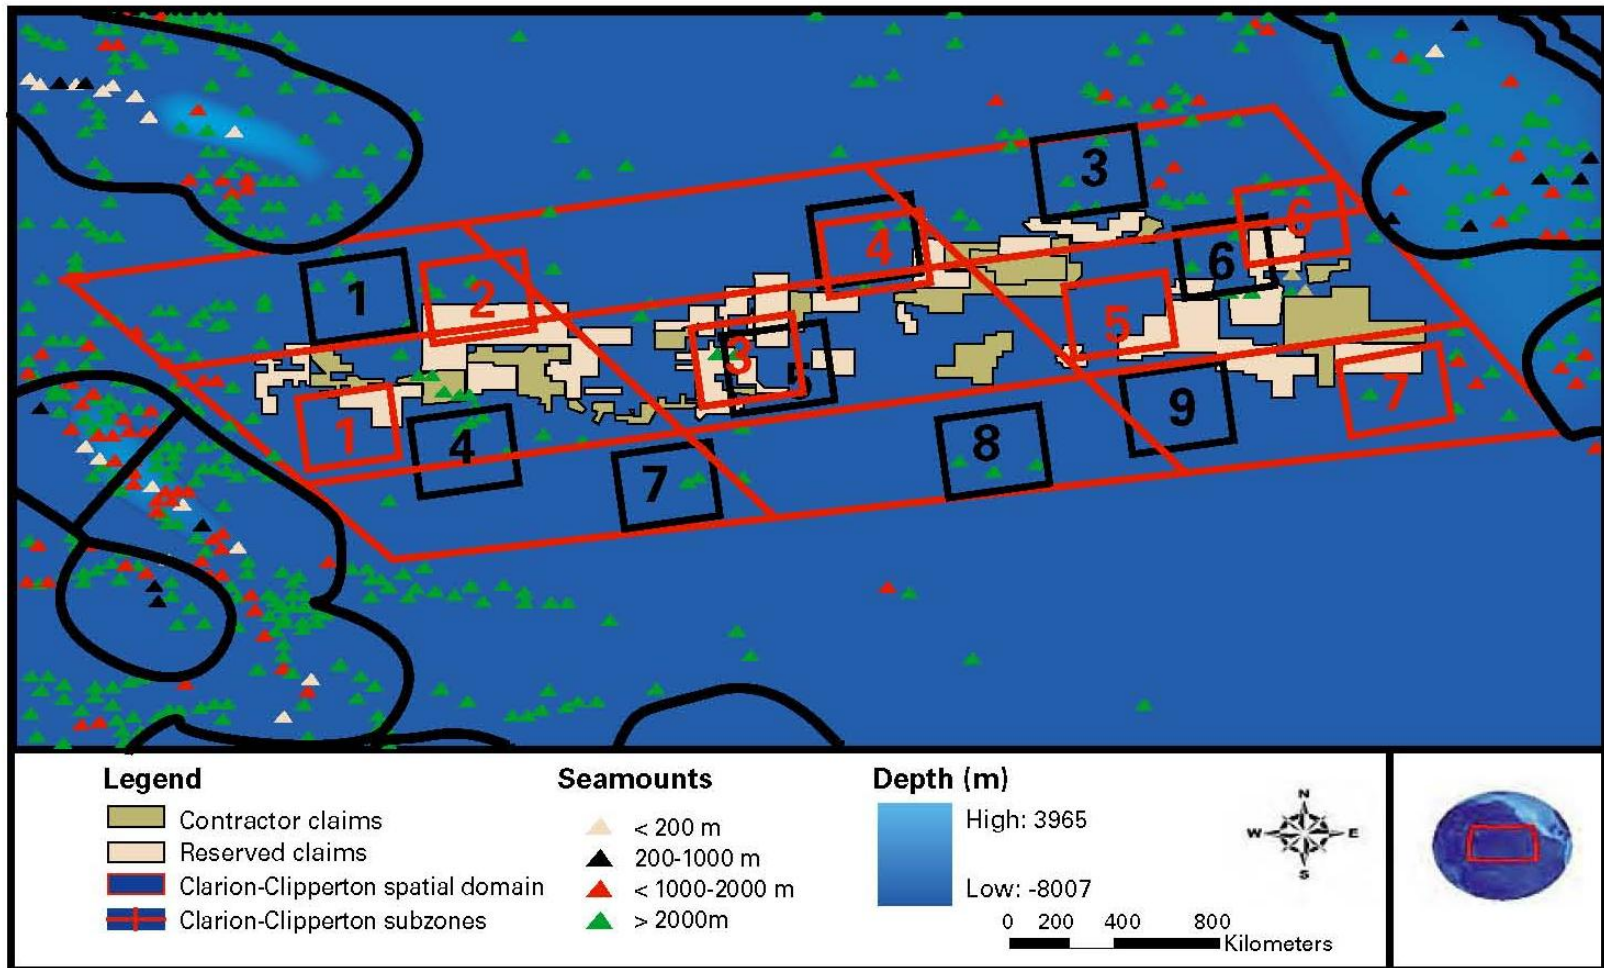 3
6
4
6
1
2
5
3
5
7
1
4
8
9
7
Legend
Contractor claims
Reserved claims
Clarion-Clipperton spatial domain
Clarion-Clipperton subzones
Seamounts
< 200 m
200-1000 m
< 1000-2000 m
> 2000m
Depth (m)
High: 3965
Low: -8007
N
W E
S
0 200 400 800
Kilometers